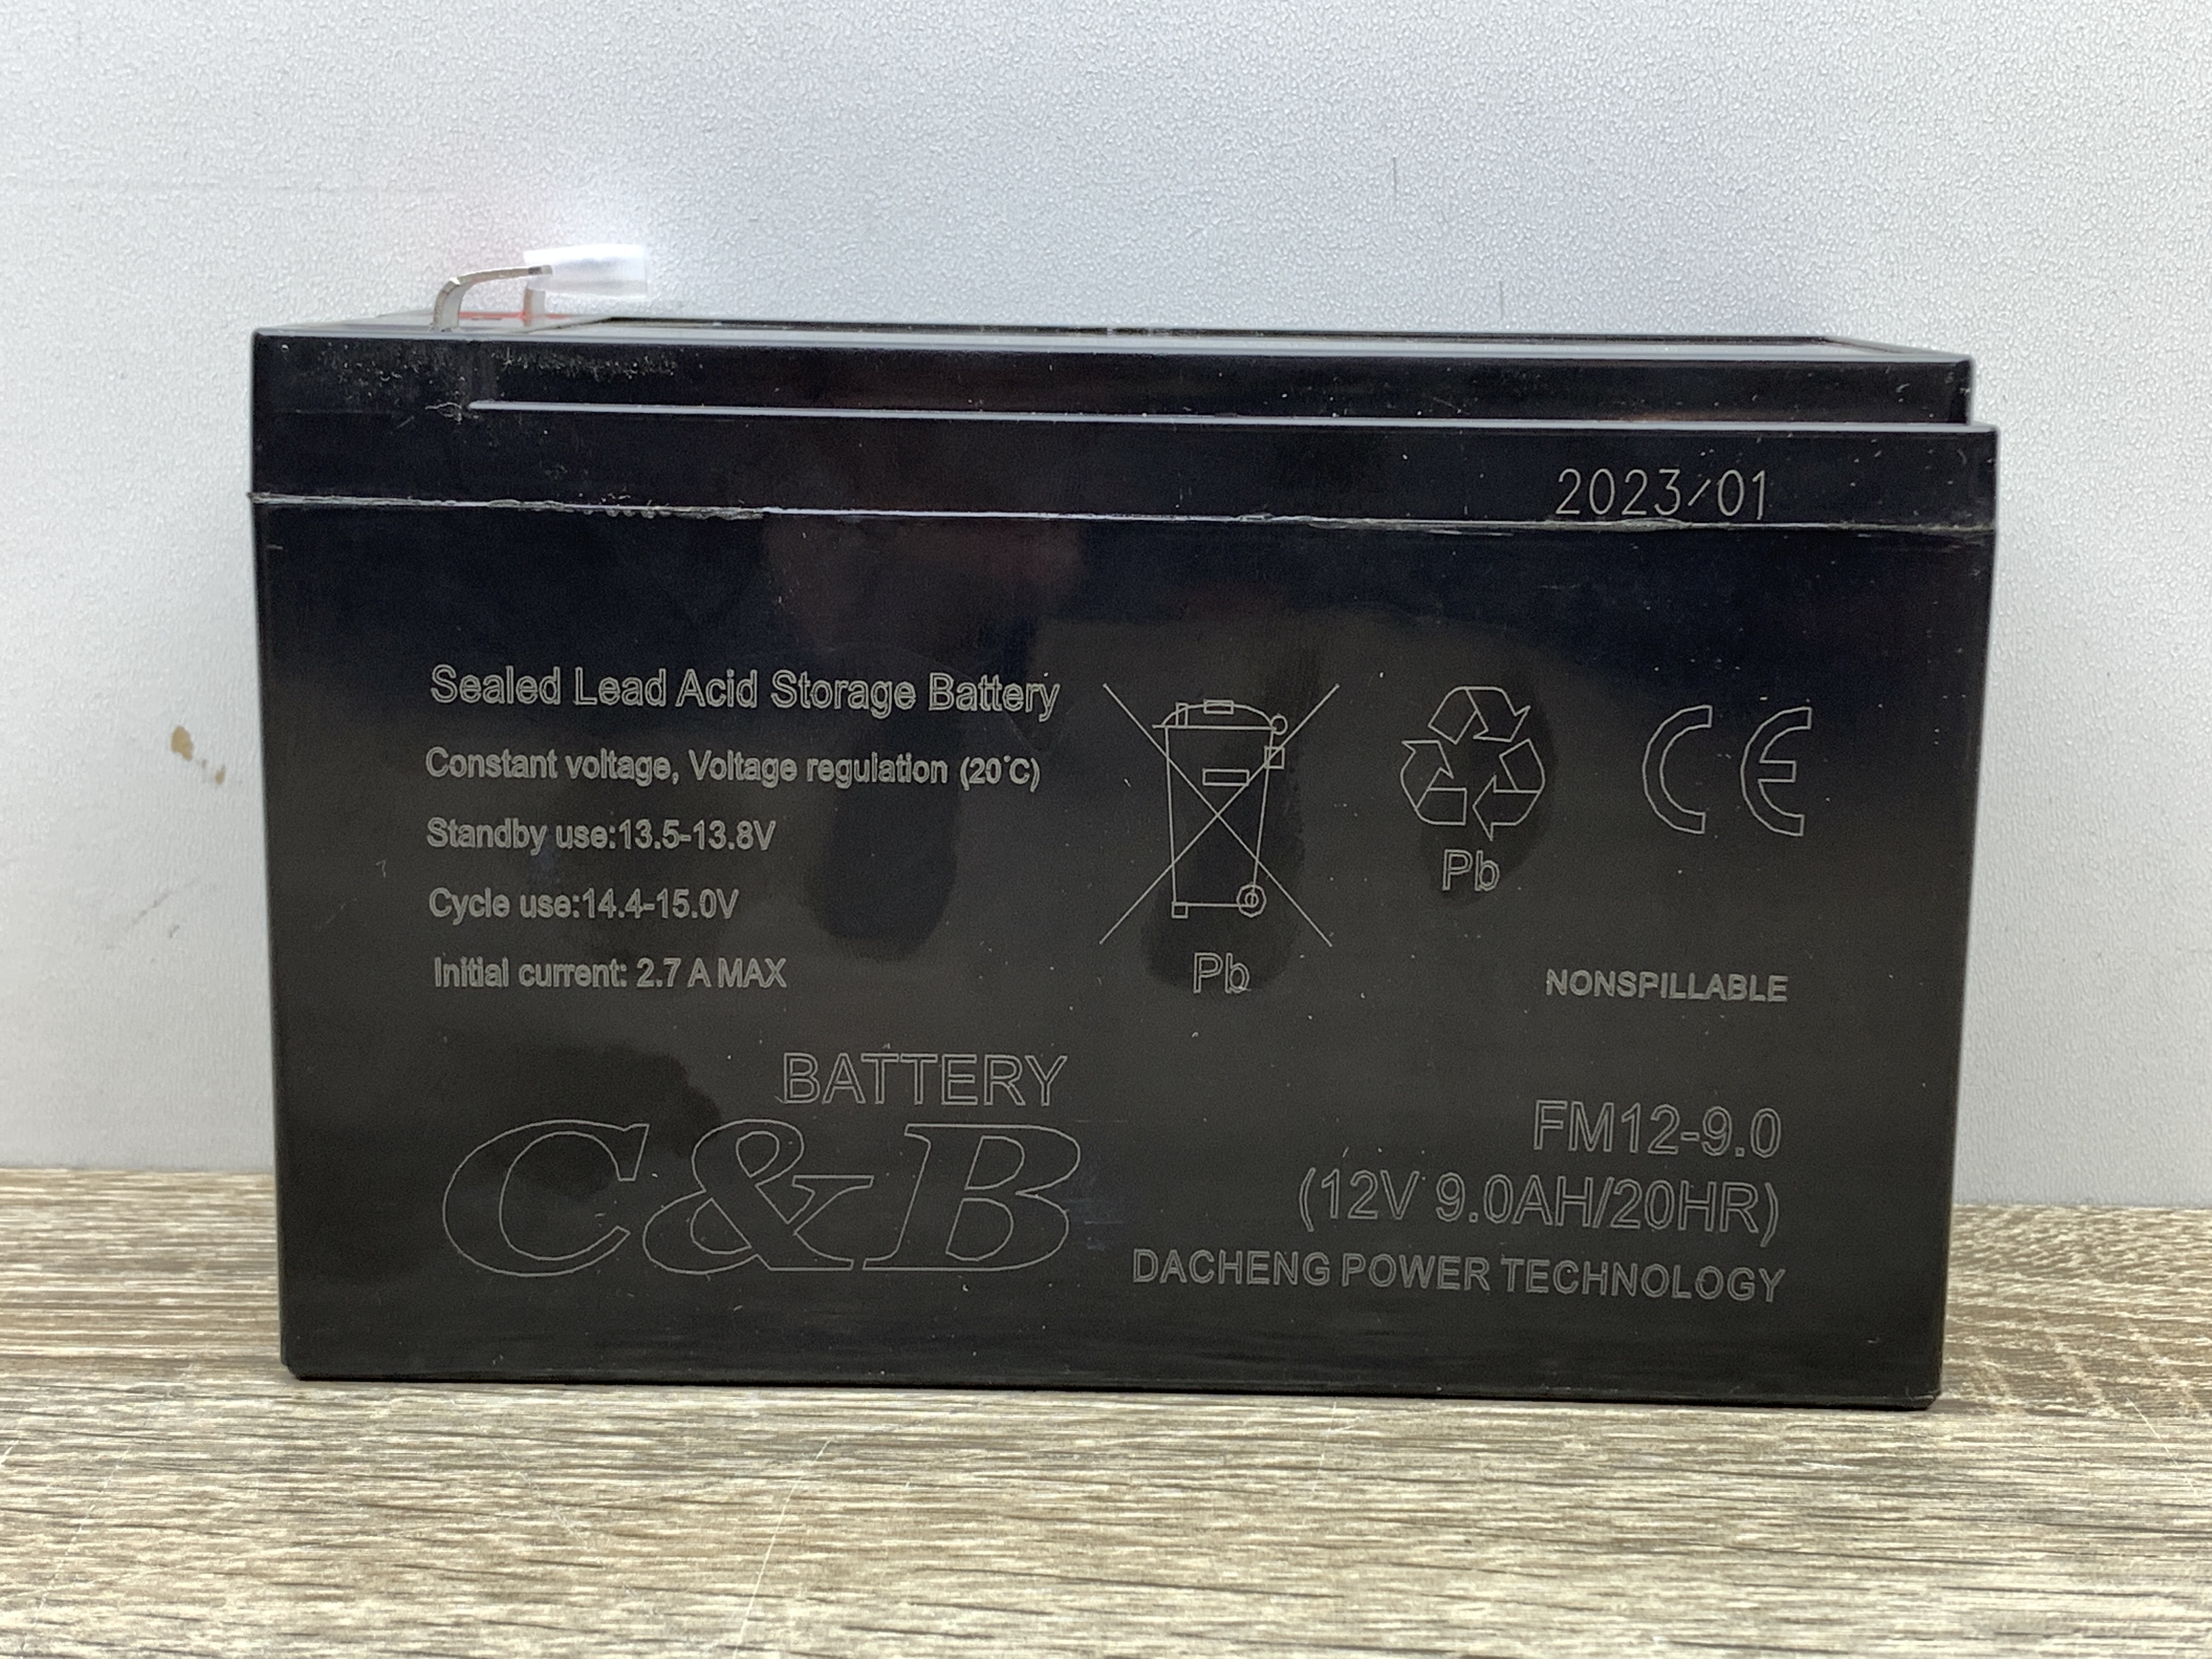 2023/01
Sealed Lead Acid Storage Battery
Constant voltage, Voltage regulation (20°C)
Standby use:13.5-13.8V
Cycle use:14.4-15.0V
Initial current: 2.7 A MAX
Pb
Pb
CE
NONSPILLABLE
BATTERY
C&B
FM12-9.0
(12V 9.0AH/20HR)
DACHENG POWER TECHNOLOGY